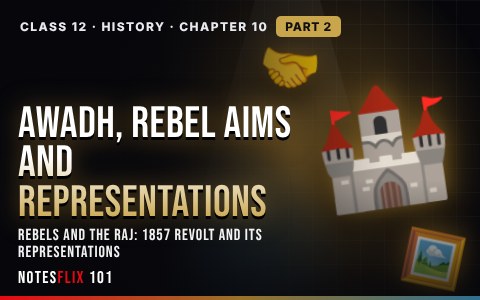 CLASS 12 · HISTORY · CHAPTER 10 PART 2
AWADH, REBEL AIMS
AND
REPRESENTATIONS
REBELS AND THE RAJ: 1857 REVOLT AND ITS
REPRESENTATIONS
NOTESFLIX 101